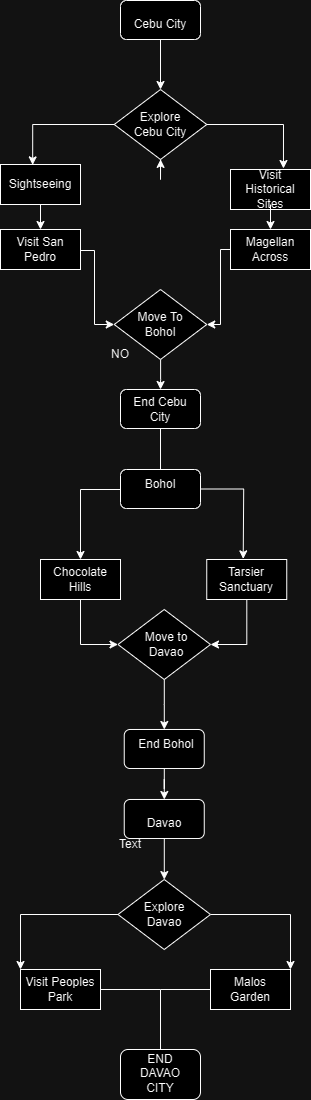 Cebu City
Explore
Cebu City
Sightseeing
Visit
Historical
Sites
Visit San
Pedro
Magellan
Across
Move To
Bohol
NO
End Cebu
City
Bohol
Chocolate
Hills
Tarsier
Sanctuary
Move to
Davao
End Bohol
Davao
Text
Explore
Davao
Visit Peoples
Park
Malos
Garden
END
DAVAO
CITY